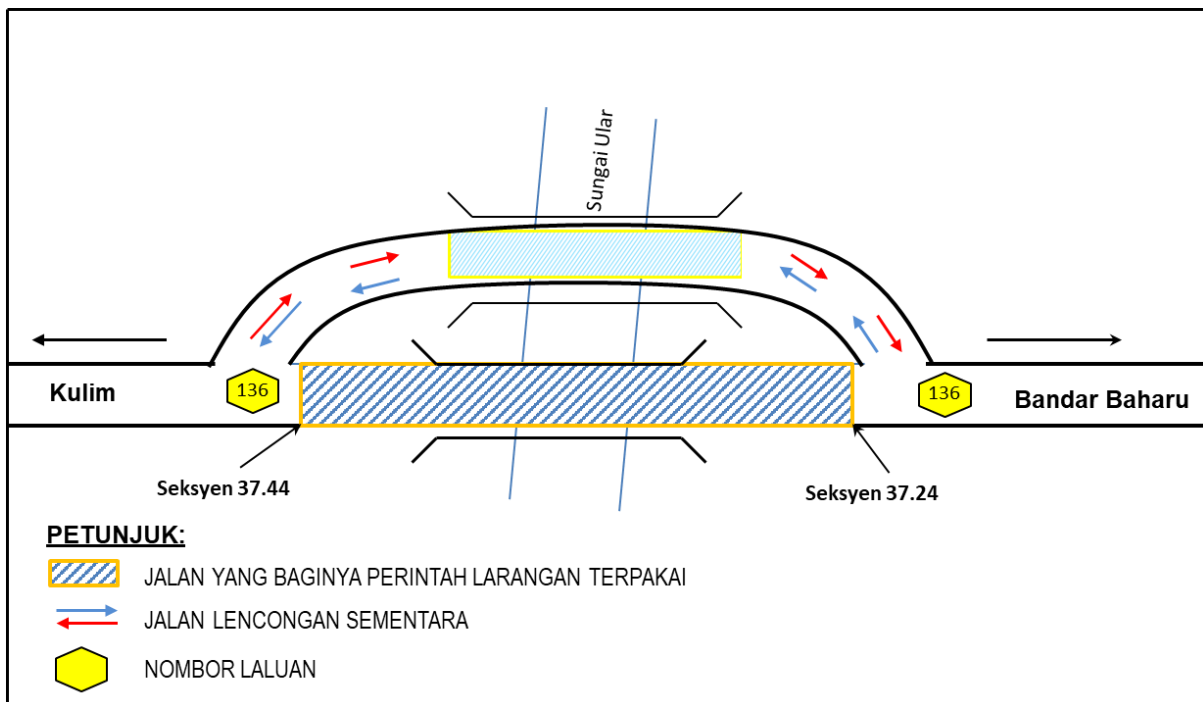 Sungai Ular
Kulim
136
136
Bandar Baharu
Seksyen 37.44
Seksyen 37.24
PETUNJUK:
JALAN YANG BAGINYA PERINTAH LARANGAN TERPAKAI
JALAN LENCONGAN SEMENTARA
NOMBOR LALUAN